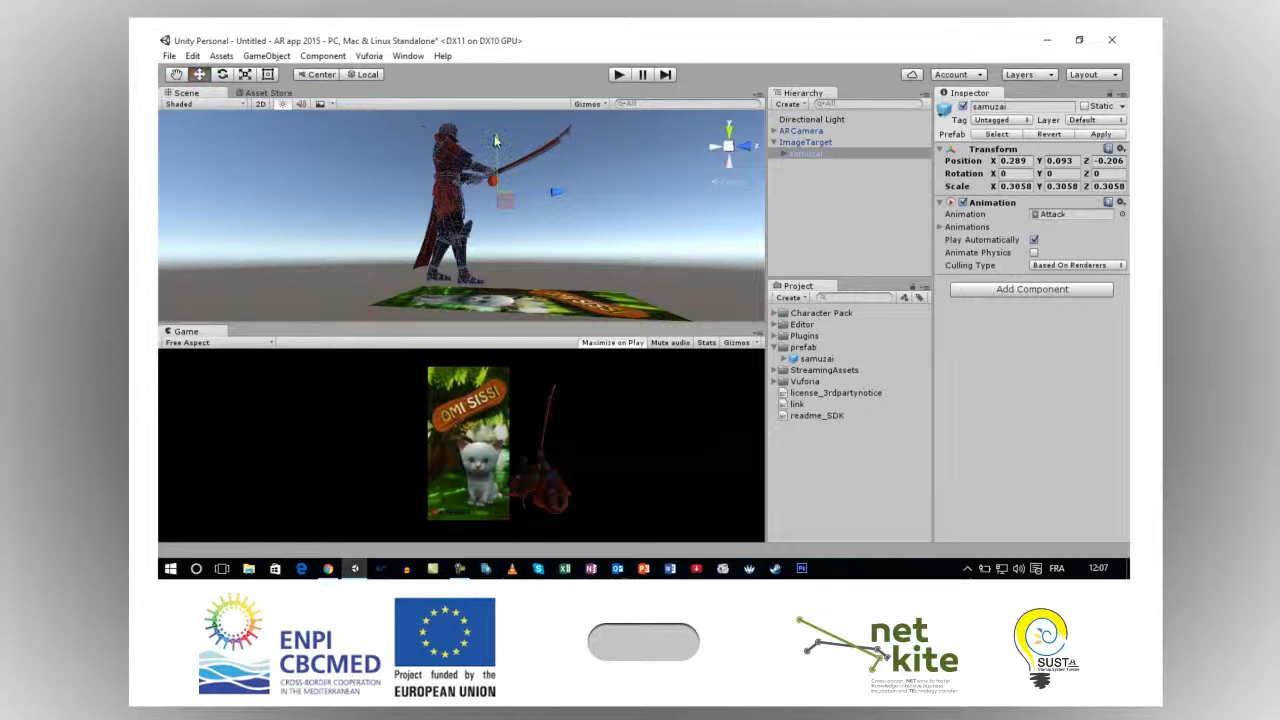 Unity Personal - Untitled - AR app 2015 - PC, Mac & Linux Standalone* <DX11 on DX10 GPU>
File Edit Assets GameObject Component Vuforia Window Help
Center Local Account Layers Layout
Scene Asset Store
Shaded 2D Gizmos All
Hierarchy
Create All
Directional Light
ARCamera
ImageTarget
samuzai
Inspector
samuzai Static
Tag Untagged Layer Default
Prefab Select Revert Apply
Transform
Position X 0.289 Y 0.093 Z -0.206
Rotation X 0 Y 0 Z 0
Scale X 0.3058 Y 0.3058 Z 0.3058
Animation
Animation Attack
Animations
Play Automatically
Animate Physics
Culling Type Based On Renderers
Add Component
Project
Create
Character Pack
Editor
Plugins
prefab
samuzai
StreamingAssets
Vuforia
license_3rdpartynotice
link
readme_SDK
Game
Free Aspect Maximize on Play Mute audio Stats Gizmos
OMI SISSI
FRA 12:07
ENPI
CBCMED
CROSS-BORDER COOPERATION
IN THE MEDITERRANEAN
Project funded by the
EUROPEAN UNION
net
kite
SUST